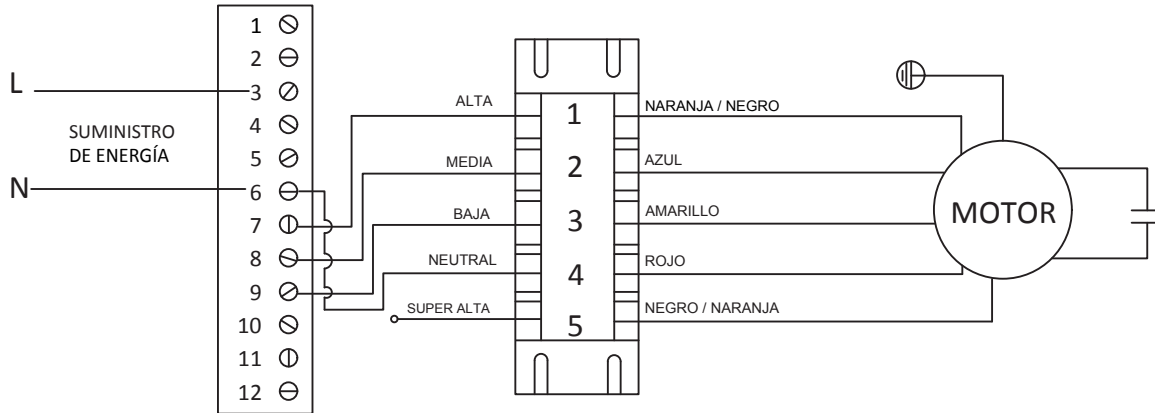 L
N
SUMINISTRO
DE ENERGÍA
1
2
3
4
5
6
7
8
9
10
11
12
ALTA
MEDIA
BAJA
NEUTRAL
SUPER ALTA
1
2
3
4
5
NARANJA / NEGRO
AZUL
AMARILLO
ROJO
NEGRO / NARANJA
MOTOR